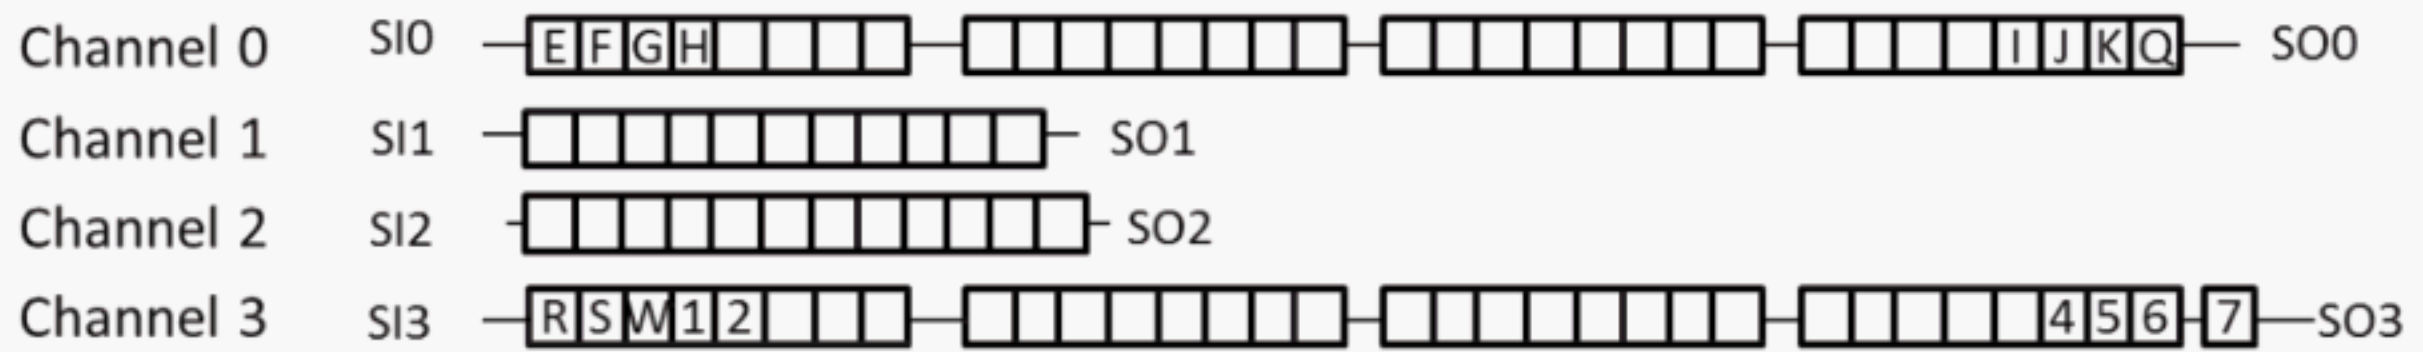 Channel 0 SI0 E F G H I J K Q SO0
Channel 1 SI1 SO1
Channel 2 SI2 SO2
Channel 3 SI3 R S W 1 2 4 5 6 7 SO3